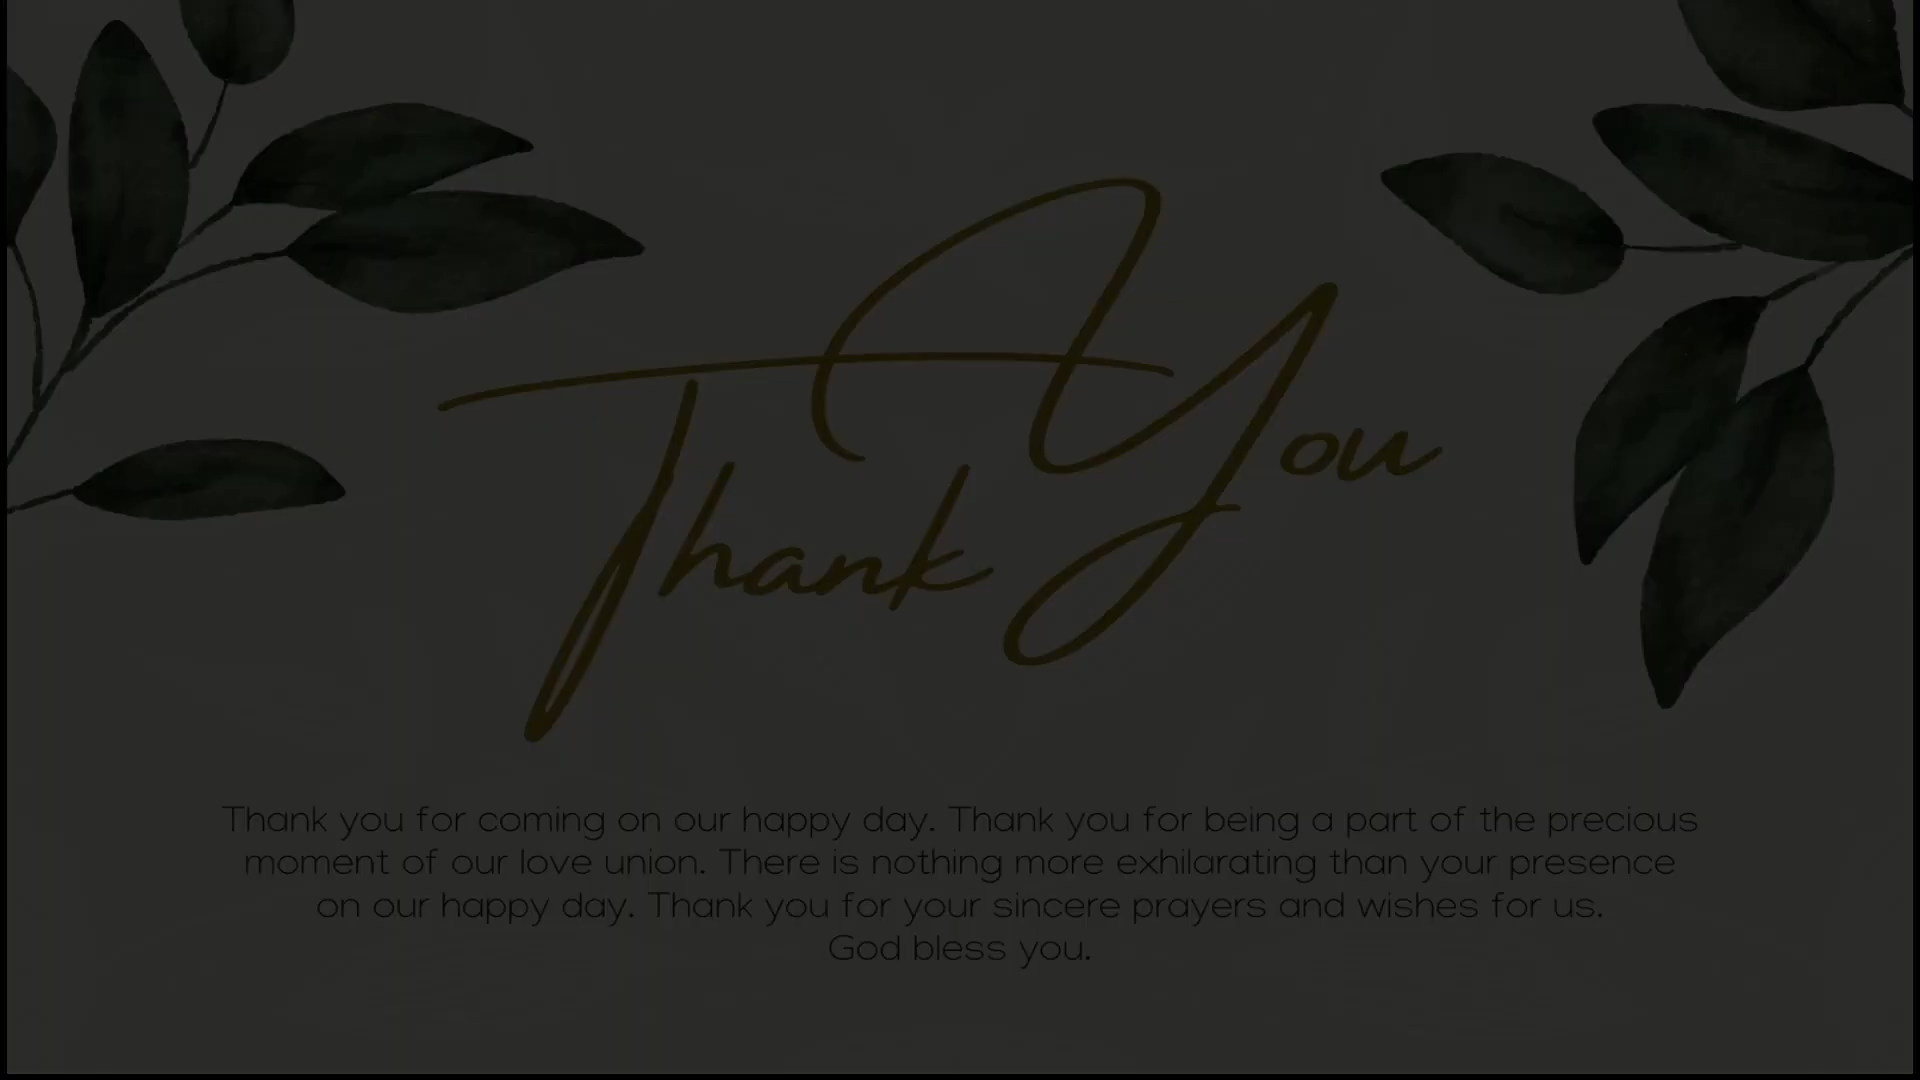 Thank You
Thank you for coming on our happy day. Thank you for being a part of the precious
moment of our love union. There is nothing more exhilarating than your presence
on our happy day. Thank you for your sincere prayers and wishes for us.
God bless you.